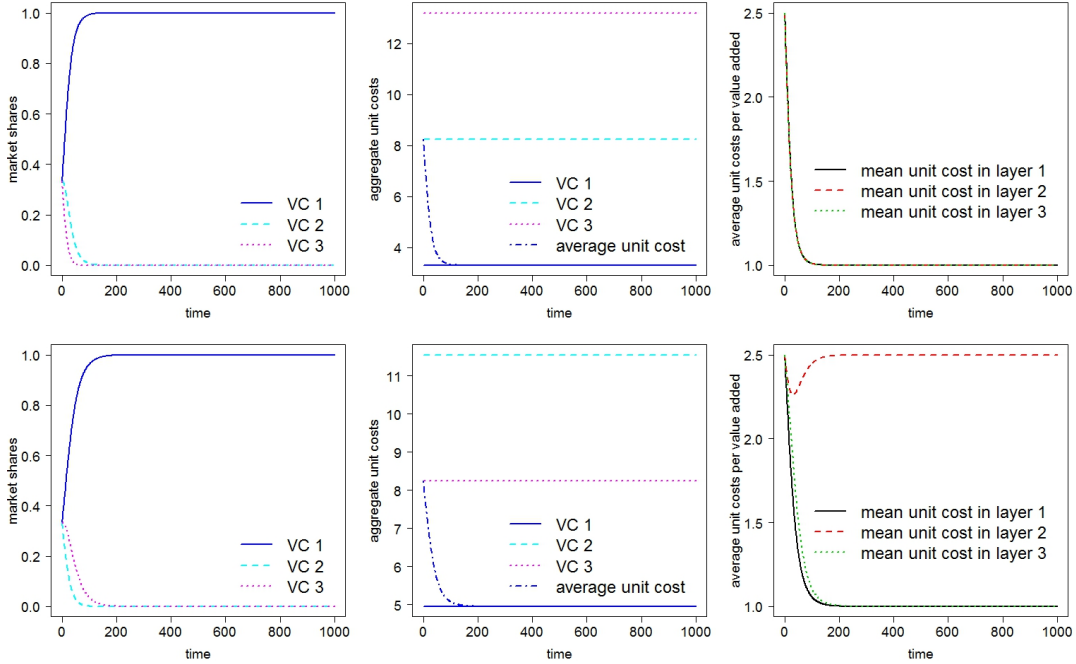 market shares
1.0
0.8
0.6
0.4
0.2
0.0
VC 1
VC 2
VC 3
0 200 400 600 800 1000
time
aggregate unit costs
12
10
8
6
4
VC 1
VC 2
VC 3
average unit cost
0 200 400 600 800 1000
time
average unit costs per value added
2.5
2.0
1.5
1.0
mean unit cost in layer 1
mean unit cost in layer 2
mean unit cost in layer 3
0 200 400 600 800 1000
time
market shares
1.0
0.8
0.6
0.4
0.2
0.0
VC 1
VC 2
VC 3
0 200 400 600 800 1000
time
aggregate unit costs
11
10
9
8
7
6
5
VC 1
VC 2
VC 3
average unit cost
0 200 400 600 800 1000
time
average unit costs per value added
2.5
2.0
1.5
1.0
mean unit cost in layer 1
mean unit cost in layer 2
mean unit cost in layer 3
0 200 400 600 800 1000
time